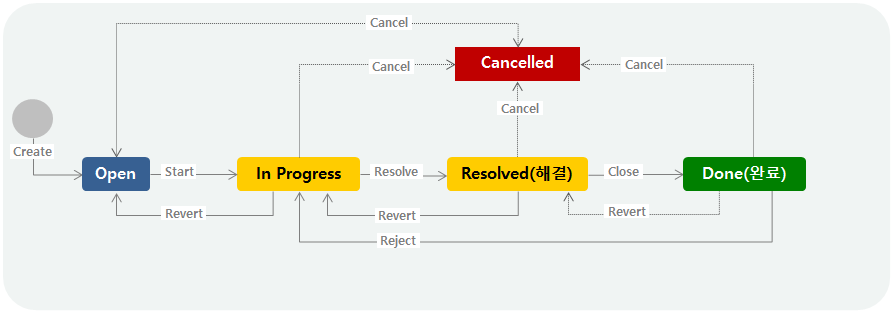 Cancel
Cancelled
Cancel
Cancel
Cancel
Create
Open
Start
In Progress
Resolve
Resolved(해결)
Close
Done(완료)
Revert
Revert
Revert
Reject